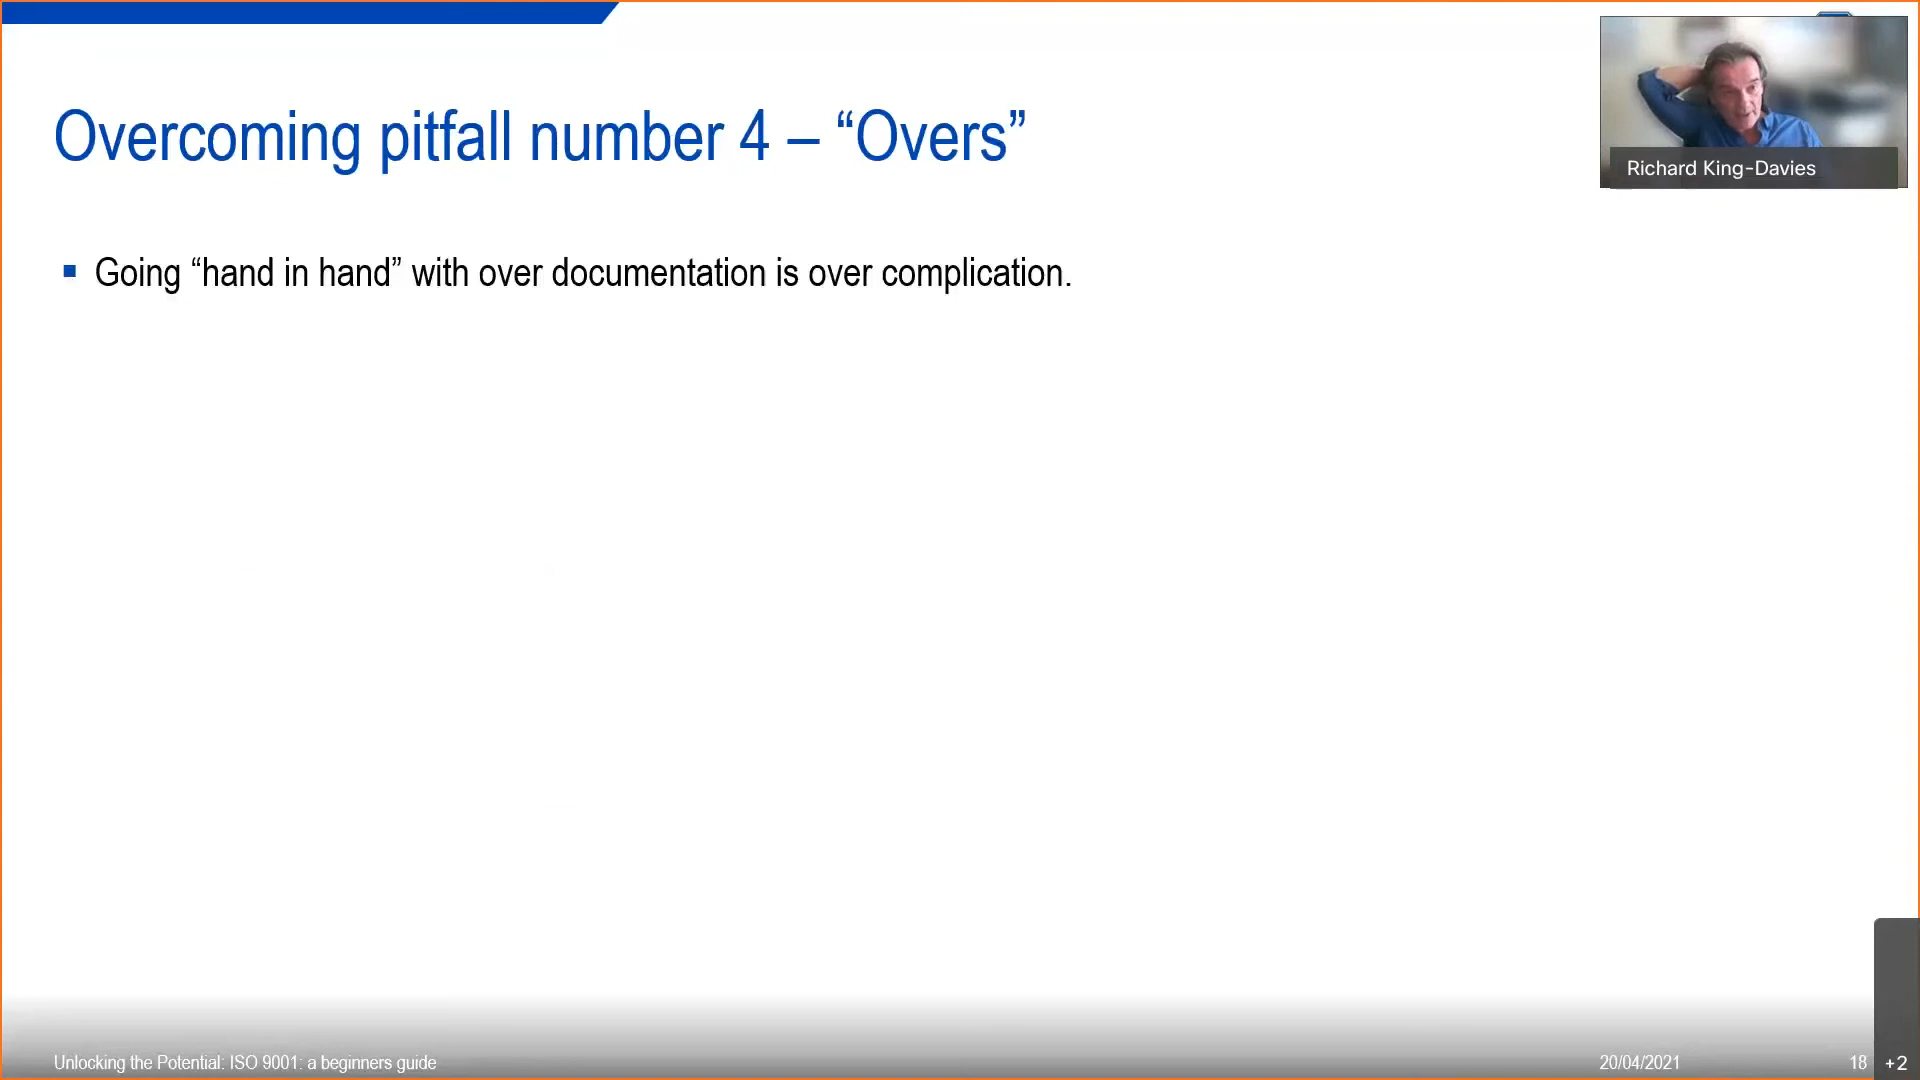 Overcoming pitfall number 4 – “Overs”
Richard King-Davies
▪ Going “hand in hand” with over documentation is over complication.
Unlocking the Potential: ISO 9001: a beginners guide
20/04/2021
18
+2